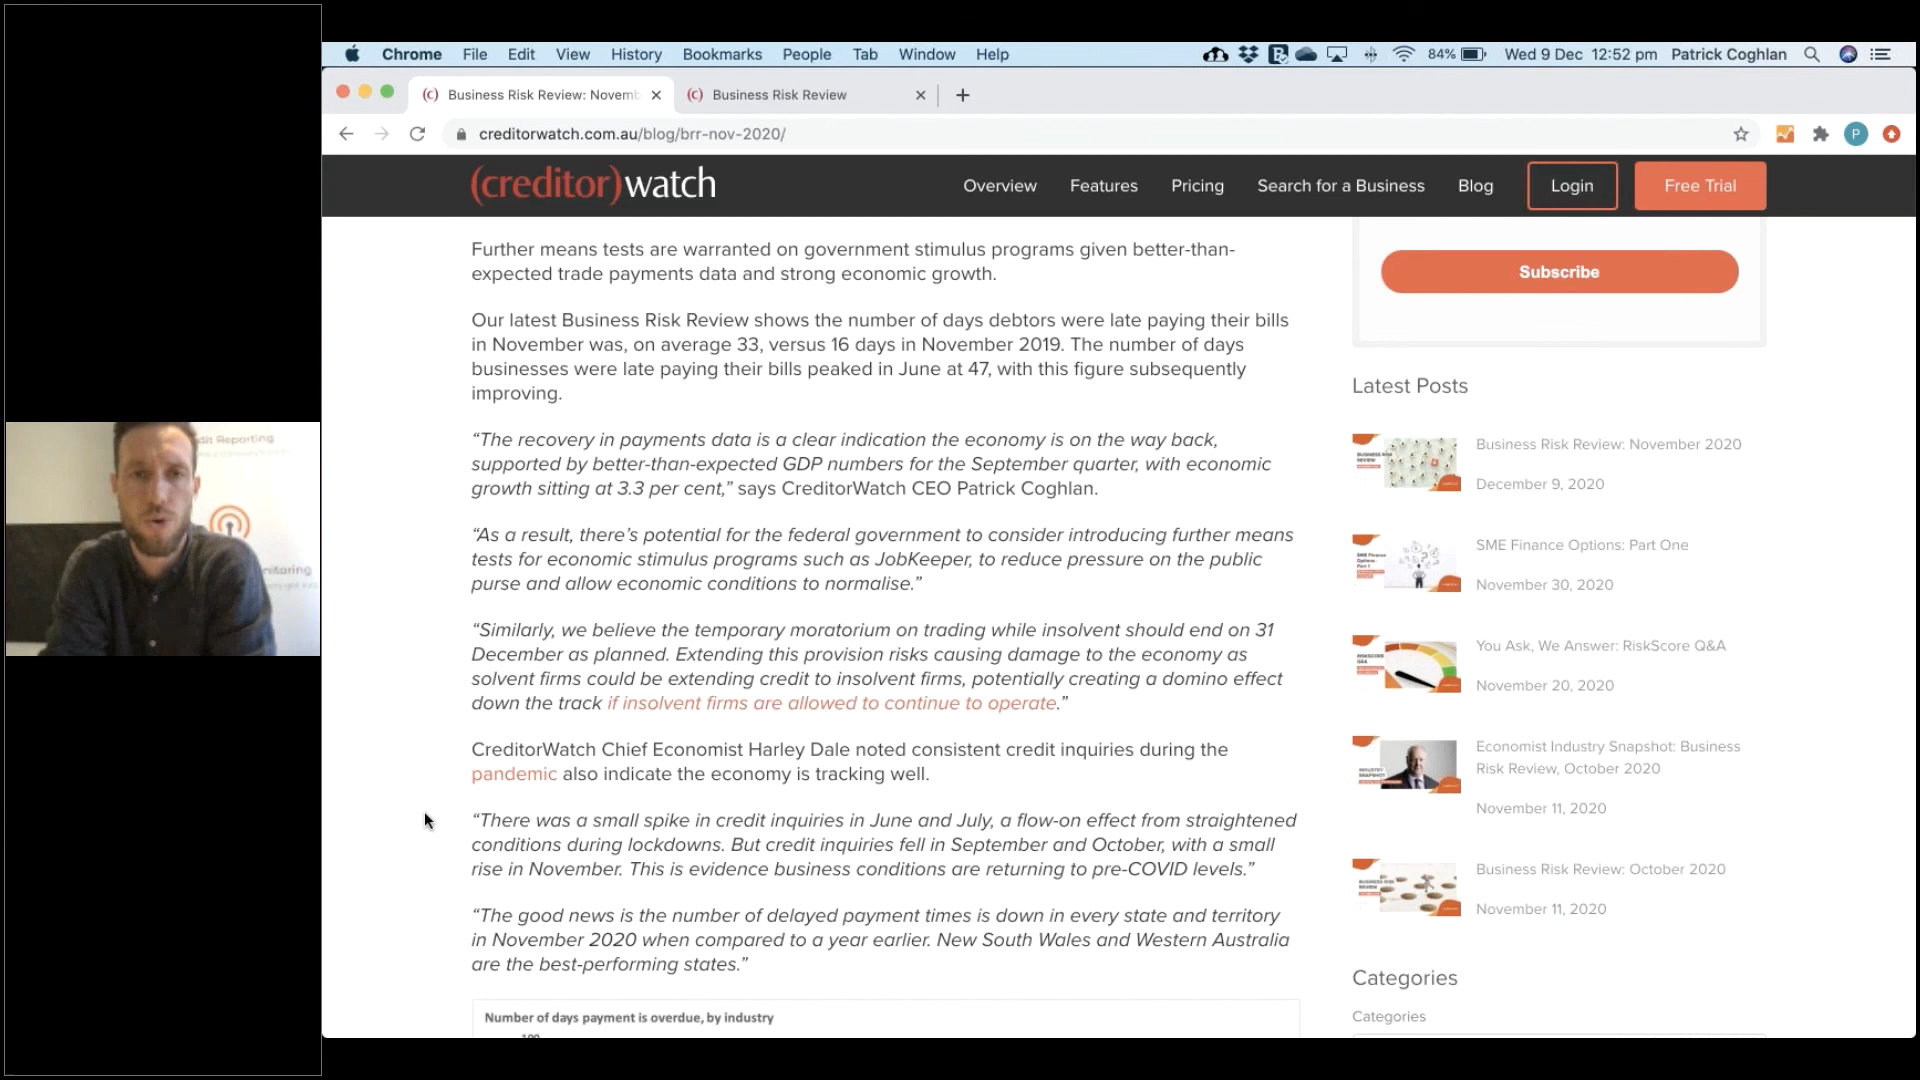 Chrome File Edit View History Bookmarks People Tab Window Help 84% Wed 9 Dec 12:52 pm Patrick Coghlan
(c) Business Risk Review: Novemb (c) Business Risk Review
creditorwatch.com.au/blog/brr-nov-2020/ P
(creditor)watch Overview Features Pricing Search for a Business Blog Login Free Trial
Further means tests are warranted on government stimulus programs given better-than-
expected trade payments data and strong economic growth.
Our latest Business Risk Review shows the number of days debtors were late paying their bills
in November was, on average 33, versus 16 days in November 2019. The number of days
businesses were late paying their bills peaked in June at 47, with this figure subsequently
improving.
“The recovery in payments data is a clear indication the economy is on the way back,
supported by better-than-expected GDP numbers for the September quarter, with economic
growth sitting at 3.3 per cent,” says CreditorWatch CEO Patrick Coghlan.
“As a result, there’s potential for the federal government to consider introducing further means
tests for economic stimulus programs such as JobKeeper, to reduce pressure on the public
purse and allow economic conditions to normalise.”
“Similarly, we believe the temporary moratorium on trading while insolvent should end on 31
December as planned. Extending this provision risks causing damage to the economy as
solvent firms could be extending credit to insolvent firms, potentially creating a domino effect
down the track if insolvent firms are allowed to continue to operate.”
CreditorWatch Chief Economist Harley Dale noted consistent credit inquiries during the
pandemic also indicate the economy is tracking well.
“There was a small spike in credit inquiries in June and July, a flow-on effect from straightened
conditions during lockdowns. But credit inquiries fell in September and October, with a small
rise in November. This is evidence business conditions are returning to pre-COVID levels.”
“The good news is the number of delayed payment times is down in every state and territory
in November 2020 when compared to a year earlier. New South Wales and Western Australia
are the best-performing states.”
Number of days payment is overdue, by industry
100
Subscribe
Latest Posts
Business Risk Review: November 2020
December 9, 2020
SME Finance Options: Part One
November 30, 2020
You Ask, We Answer: RiskScore Q&A
November 20, 2020
Economist Industry Snapshot: Business
Risk Review, October 2020
November 11, 2020
Business Risk Review: October 2020
November 11, 2020
Categories
Categories
dit Reporting
nitoring